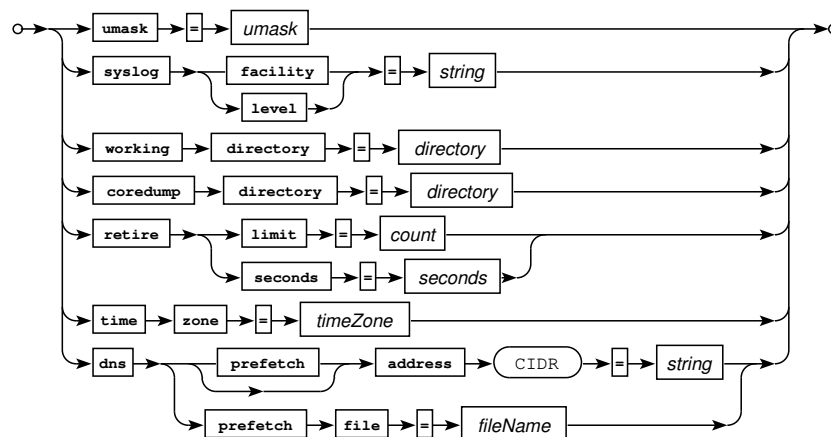 umask = umask
syslog facility = string
level
working directory = directory
coredump directory = directory
retire limit = count
seconds = seconds
time zone = timeZone
dns prefetch address CIDR = string
prefetch file = fileName